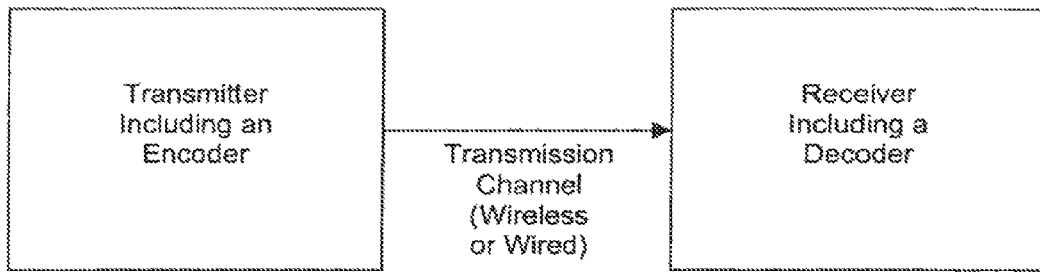 Transmitter
Including an
Encoder
Transmission
Channel
(Wireless
or Wired)
Receiver
Including a
Decoder